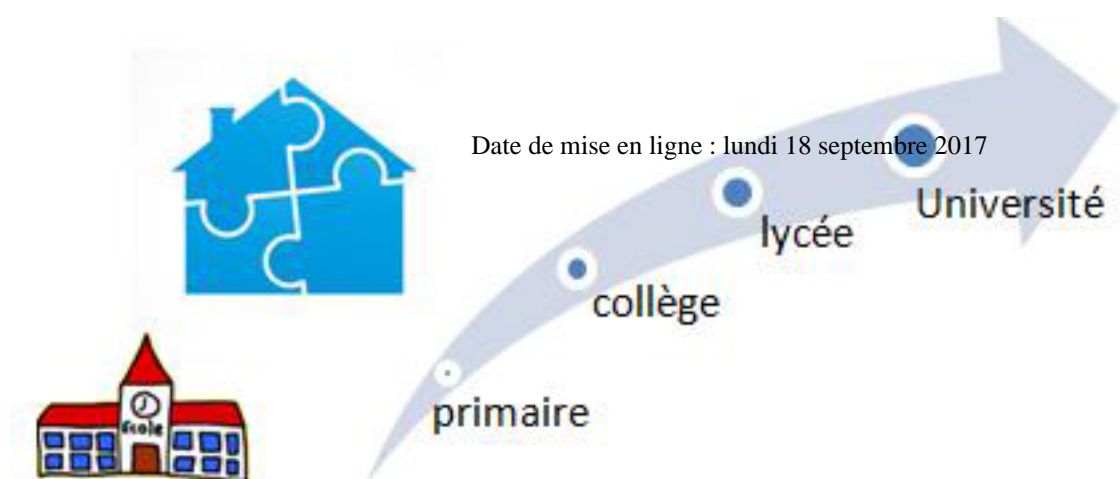 Date de mise en ligne : lundi 18 septembre 2017
Université
lycée
collège
primaire
école